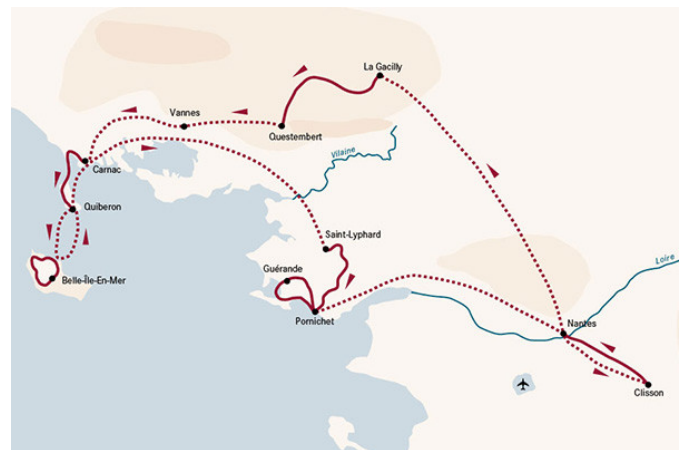 La Gacilly
Vannes
Questembert
Vilaine
Carnac
Quiberon
Saint-Lyphard
Loire
Guérande
Belle-Île-En-Mer
Pornichet
Nantes
Clisson